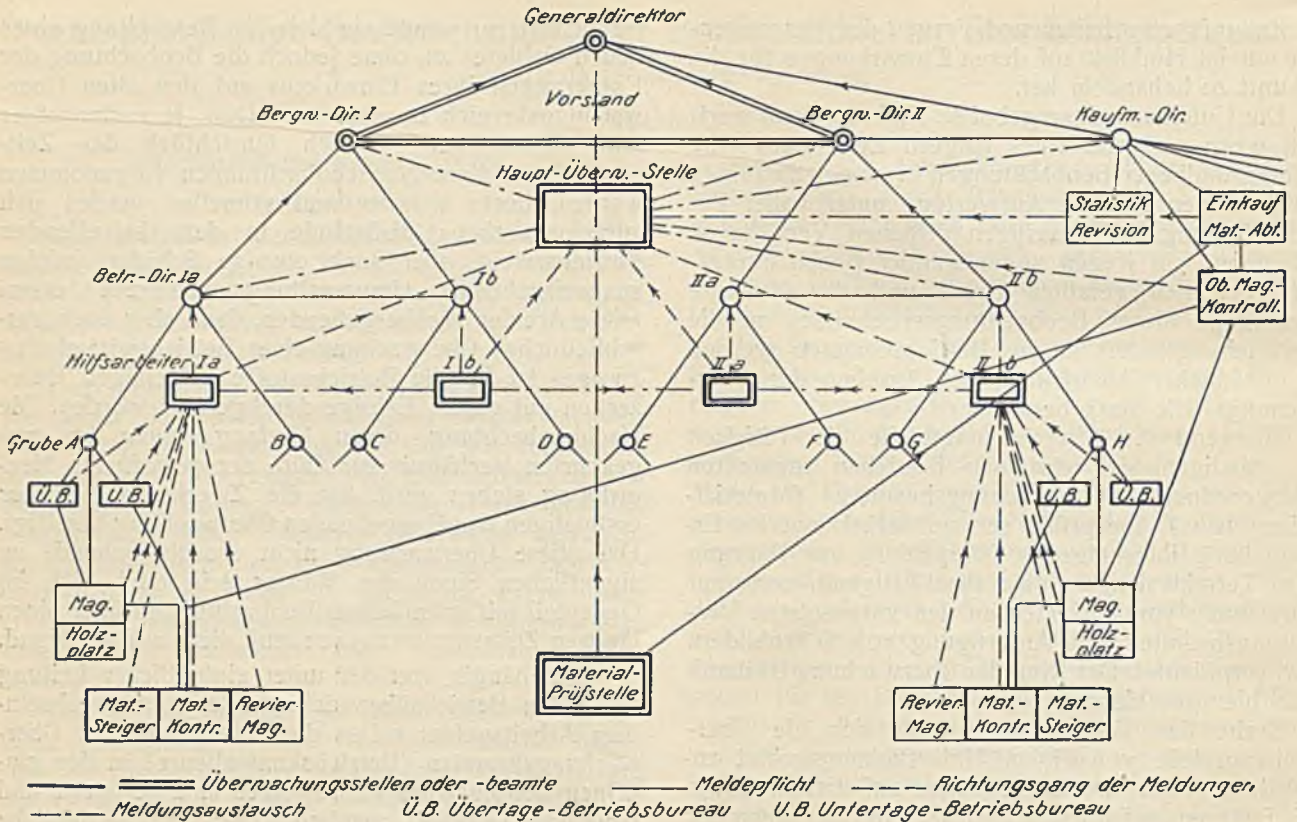 Generaldirektor
Vorstand
Bergw.-Dir. I
Bergw.-Dir. II
Kaufm.-Dir.
Haupt-Überw.-Stelle
Statistik
Revision
Einkauf
Mat.-Abt.
Ob. Mag.-
Kontroll.
Betr.-Dir. Ia
Ib
IIa
IIb
Hilfsarbeiter Ia
Ib
IIa
IIb
Grube A
B
C
D
E
F
G
H
Ü.B.
U.B.
U.B.
Ü.B.
Mag.
Holz-
platz
Mag.
Holz-
platz
Material-
Prüfstelle
Mat.-
Steiger
Mat.-
Kontr.
Revier-
Mag.
Revier-
Mag.
Mat.-
Kontr.
Mat.-
Steiger
Überwachungsstellen oder -beamte Meldepflicht Richtungsgang der Meldungen,
Meldungsaustausch Ü.B. Übertage-Betriebsbureau U.B. Untertage-Betriebsbureau